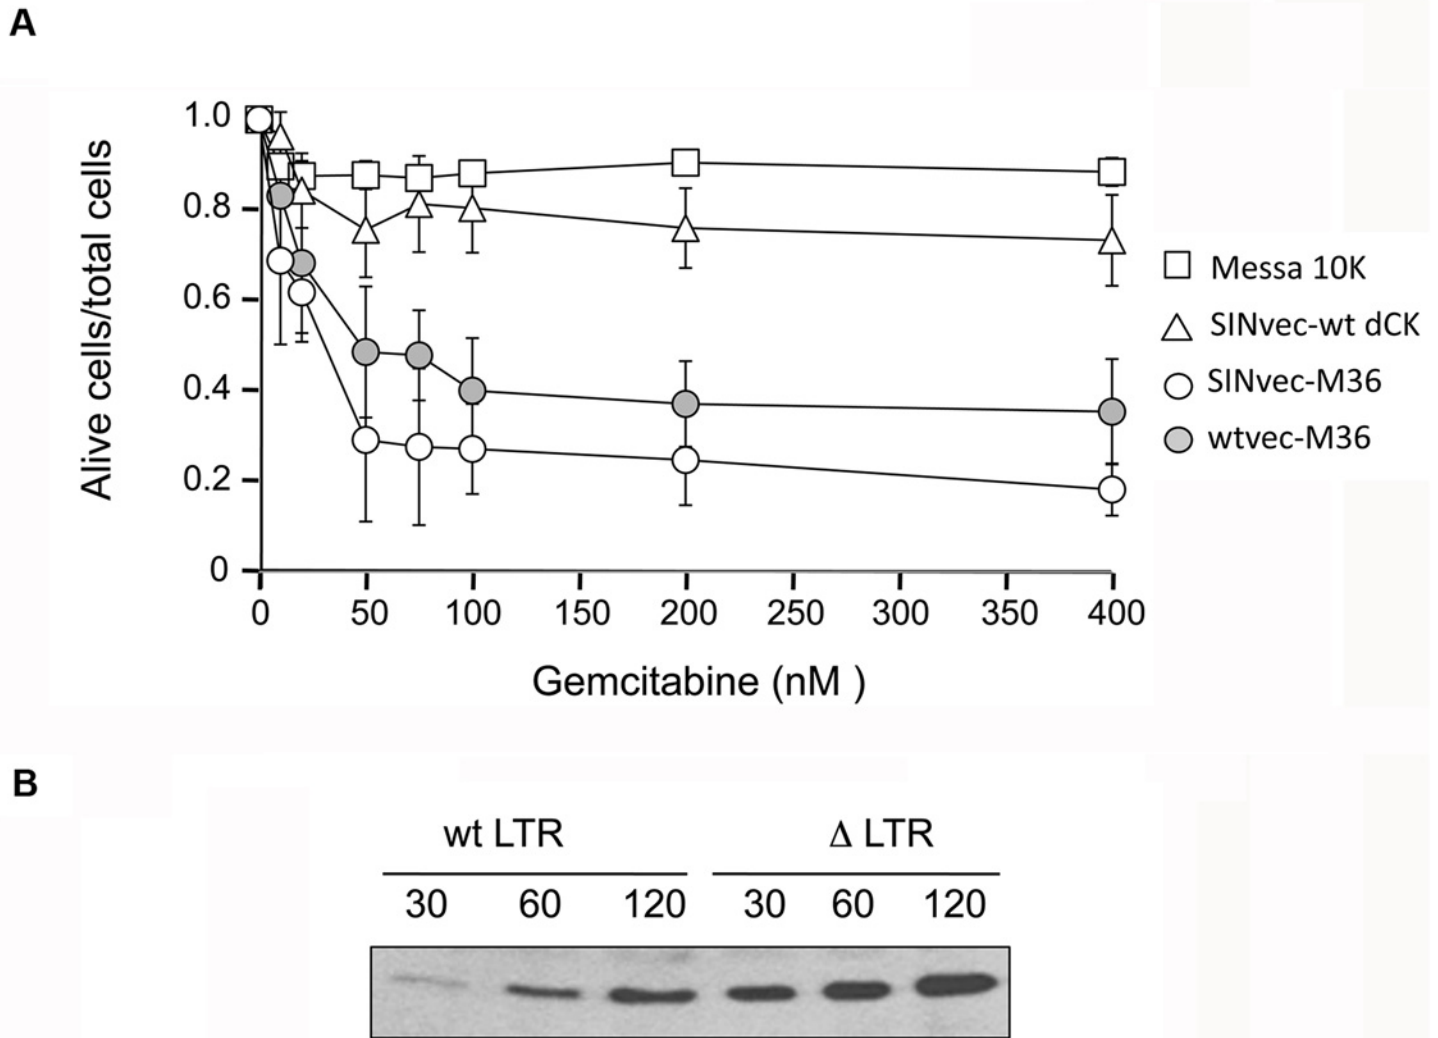 A
Alive cells/total cells
1.0
0.8
0.6
0.4
0.2
0
0 50 100 150 200 250 300 350 400
Gemcitabine (nM )
Messa 10K
SINvec-wt dCK
SINvec-M36
wtvec-M36
B
wt LTR Δ LTR
30 60 120 30 60 120